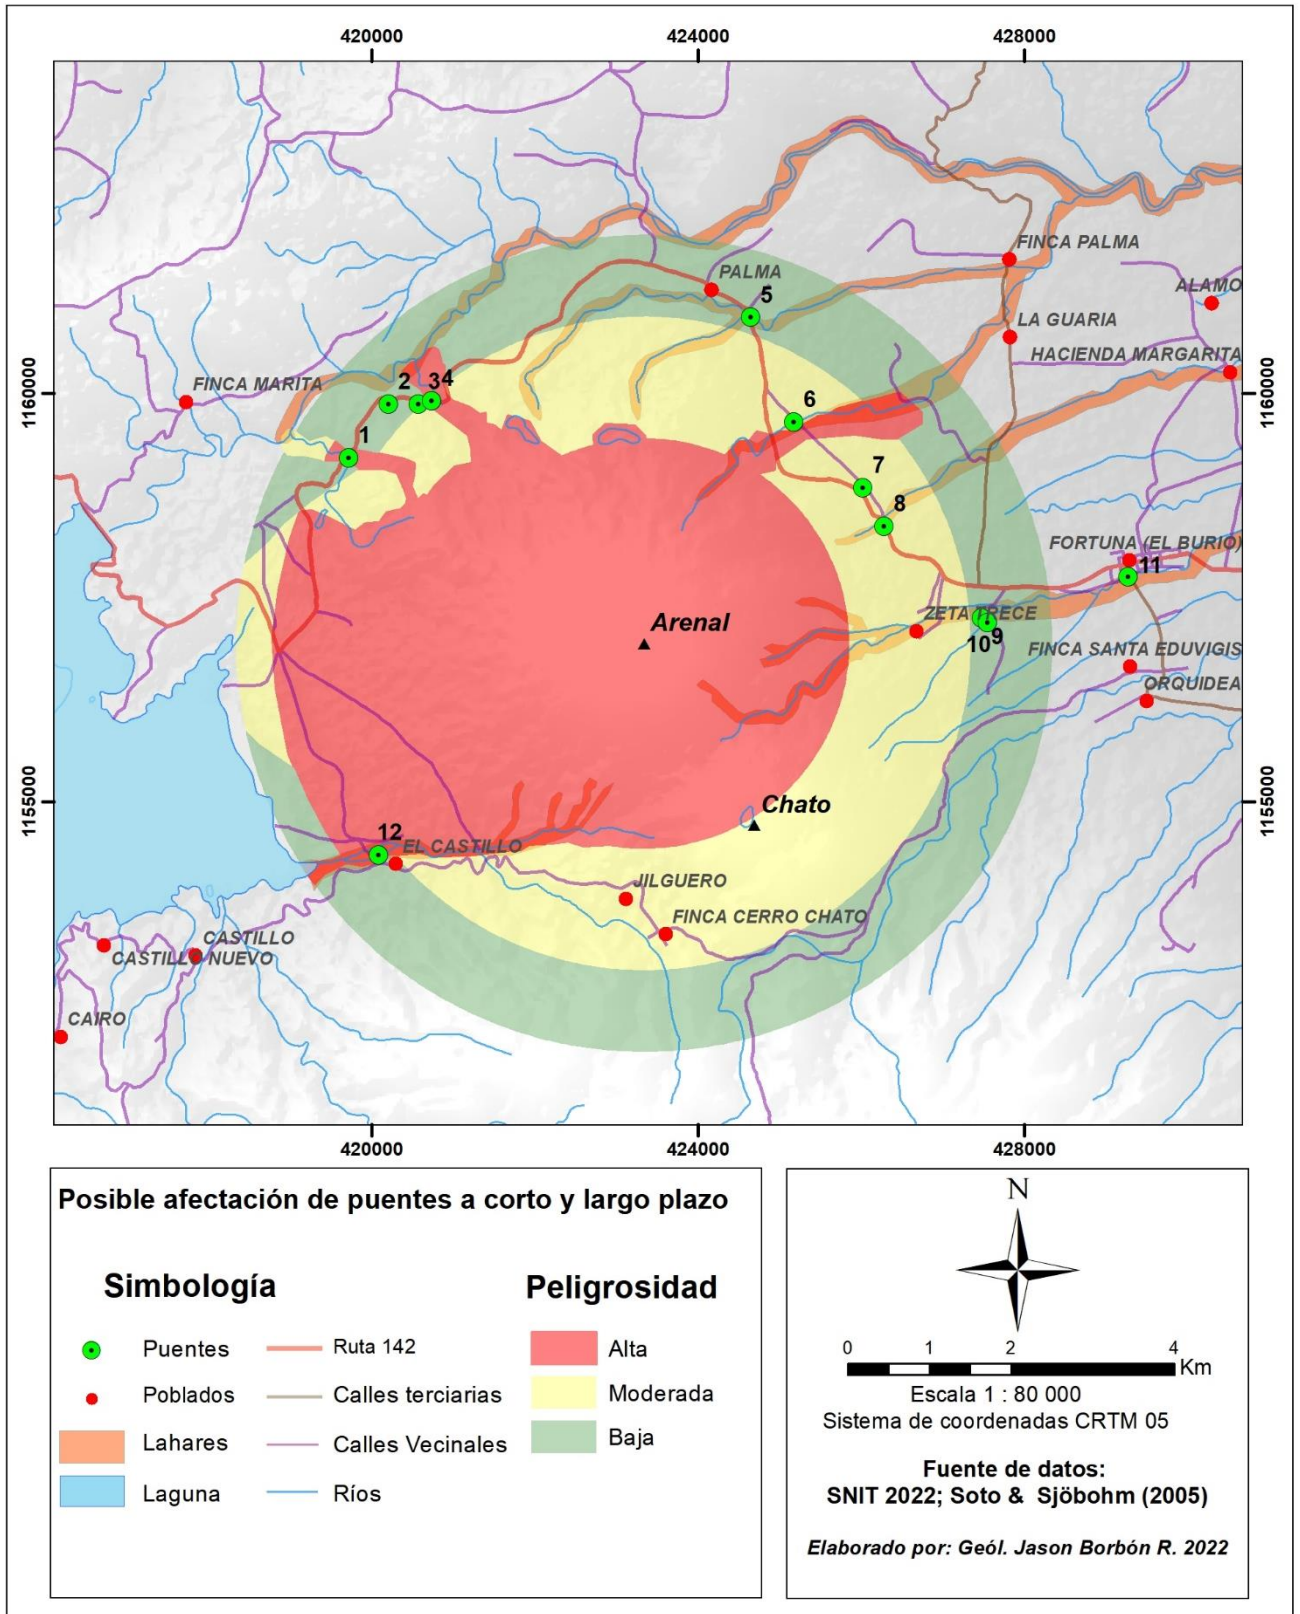 420000
424000
428000
1160000
1155000
1160000
1155000
FINCA PALMA
PALMA
ALAMO
5
LA GUARIA
HACIENDA MARGARITA
FINCA MARITA
2
3
4
6
1
7
8
FORTUNA (EL BURIO)
11
Arenal
ZETA TRECE
10
9
FINCA SANTA EDUVIGIS
ORQUIDEA
Chato
12
EL CASTILLO
JILGUERO
FINCA CERRO CHATO
CASTILLO
CASTILLO NUEVO
CAIRO
420000
424000
428000
Posible afectación de puentes a corto y largo plazo
Simbología
Puentes
Poblados
Lahares
Laguna
Ruta 142
Calles terciarias
Calles Vecinales
Ríos
Peligrosidad
Alta
Moderada
Baja
N
0 1 2 4
Km
Escala 1 : 80 000
Sistema de coordenadas CRTM 05
Fuente de datos:
SNIT 2022; Soto & Sjöbohm (2005)
Elaborado por: Geól. Jason Borbón R. 2022